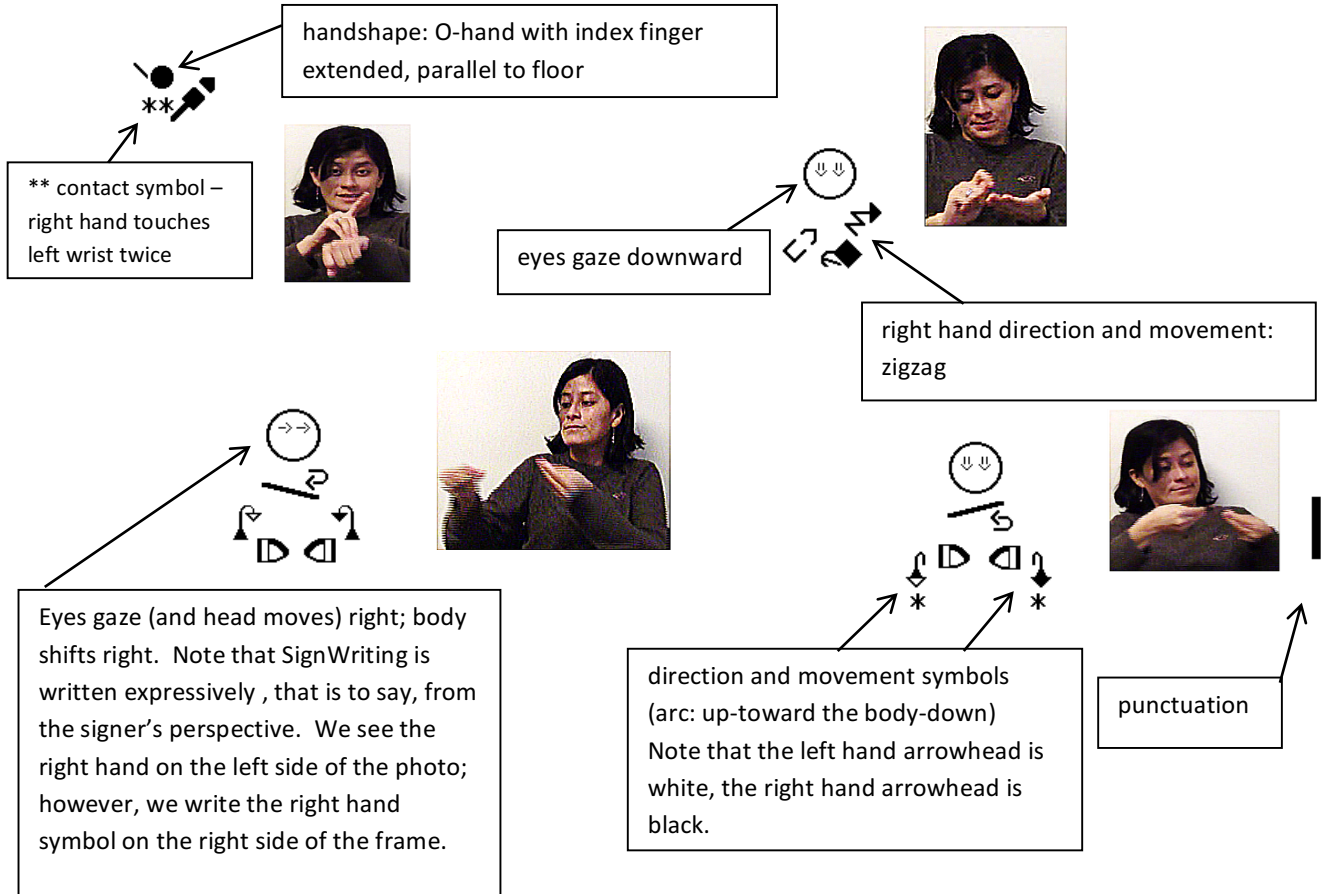 handshape: O-hand with index finger
extended, parallel to floor
** contact symbol –
right hand touches
left wrist twice
eyes gaze downward
right hand direction and movement:
zigzag
Eyes gaze (and head moves) right; body
shifts right.  Note that SignWriting is
written expressively , that is to say, from
the signer’s perspective.  We see the
right hand on the left side of the photo;
however, we write the right hand
symbol on the right side of the frame.
direction and movement symbols
(arc: up-toward the body-down)
Note that the left hand arrowhead is
white, the right hand arrowhead is
black.
punctuation